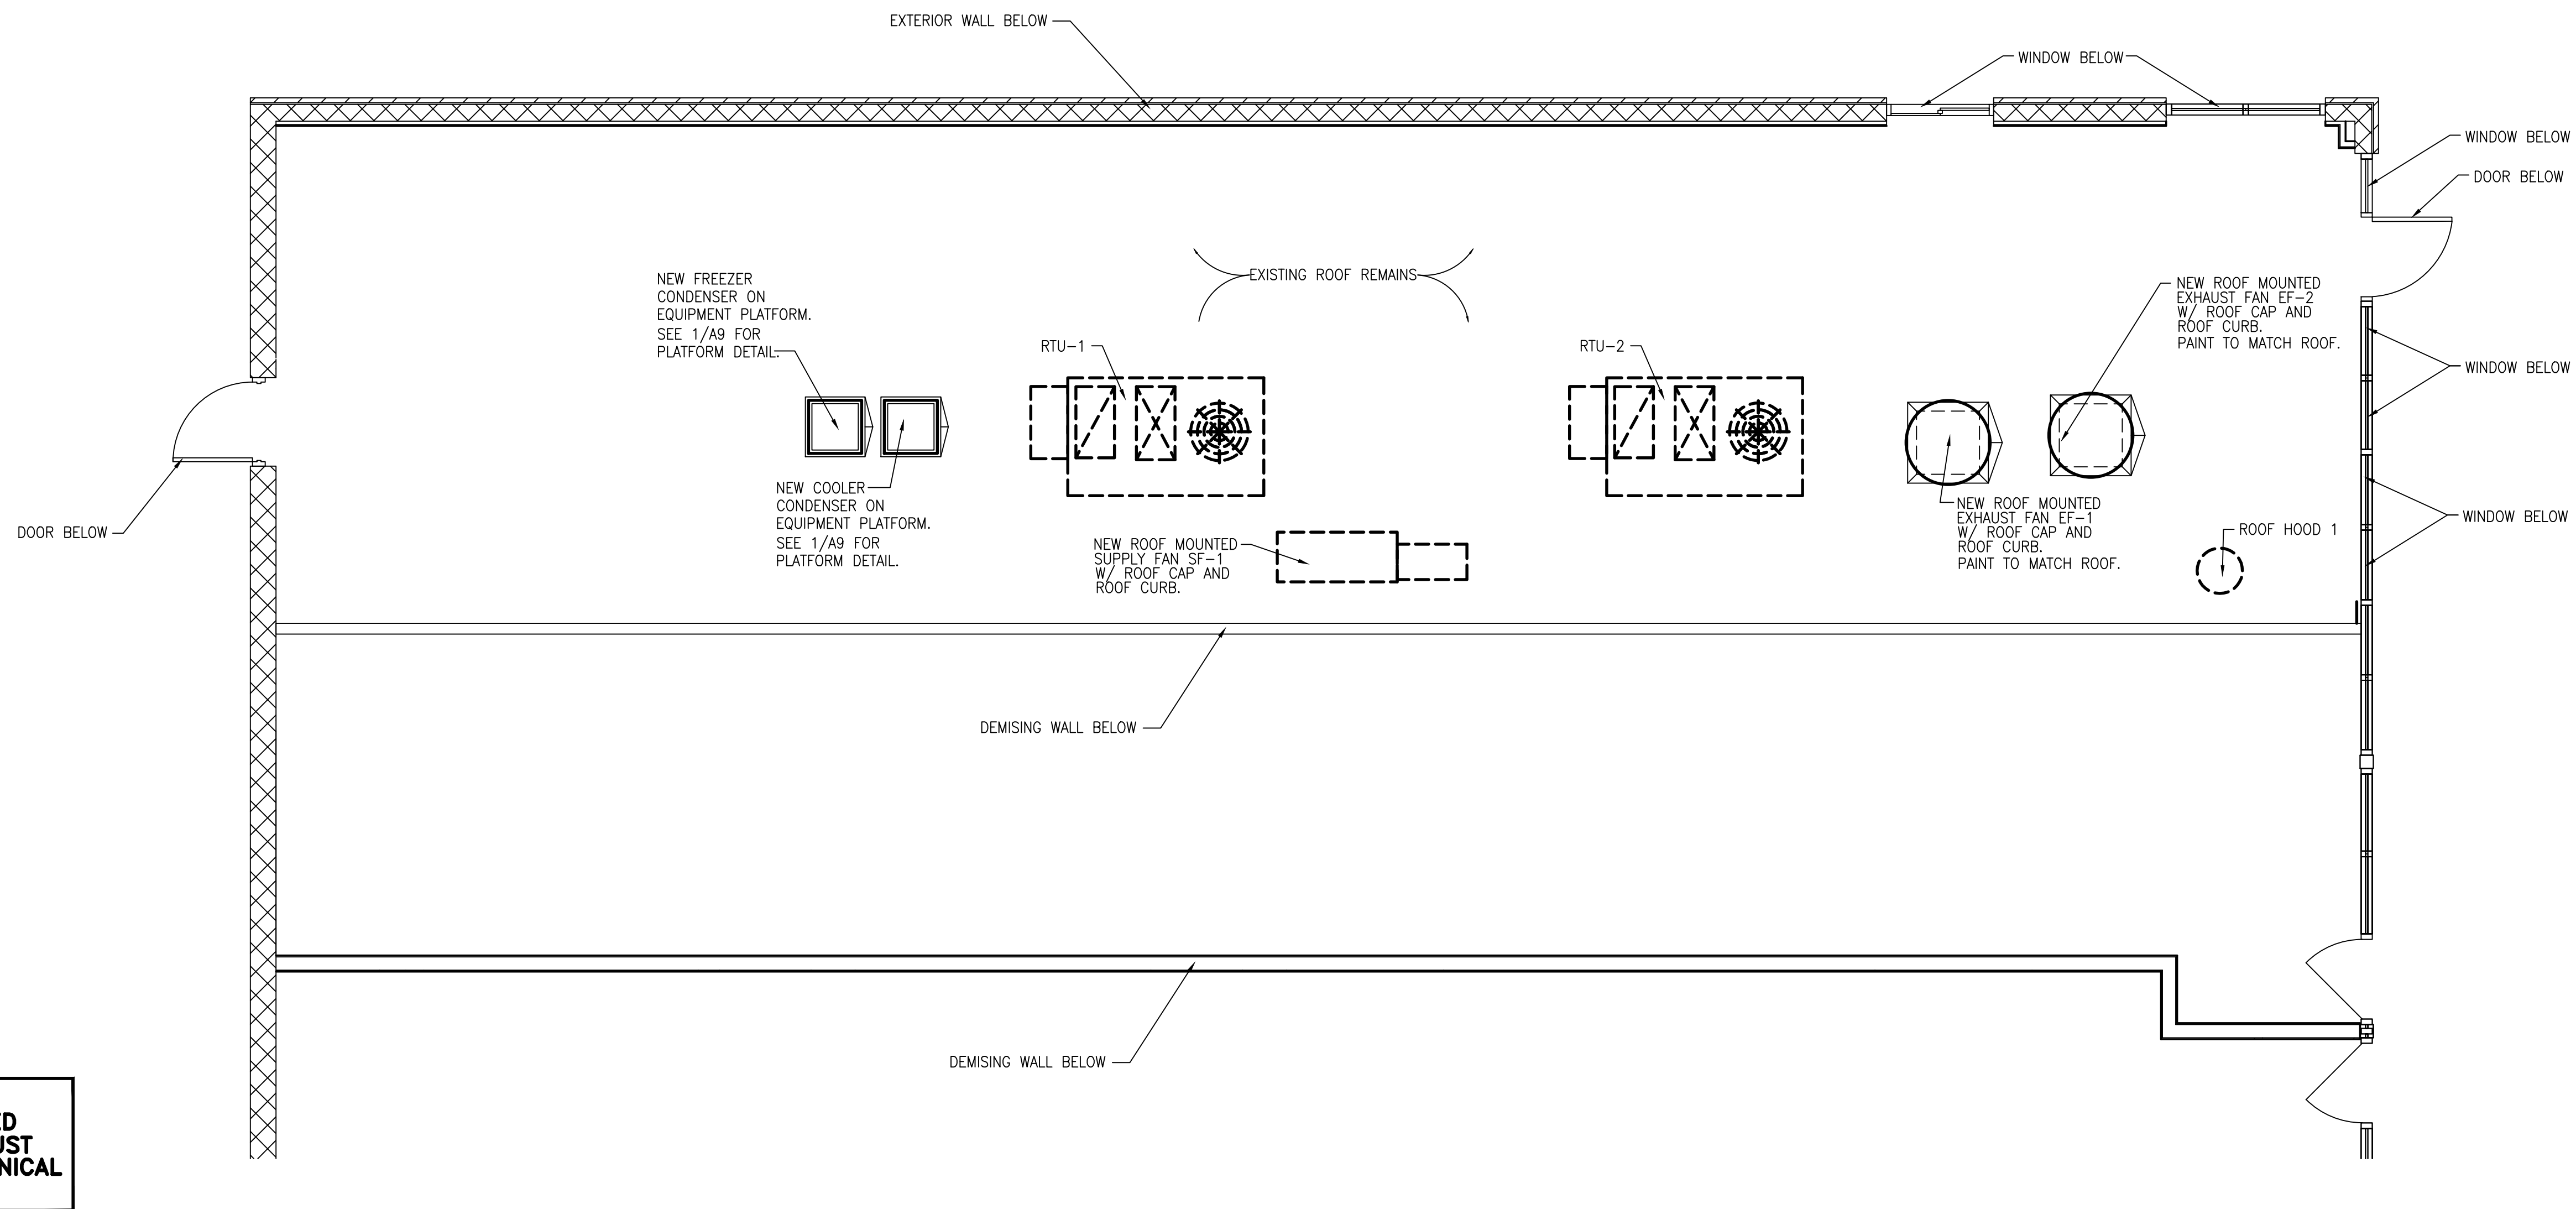 EXTERIOR WALL BELOW
WINDOW BELOW
WINDOW BELOW
DOOR BELOW
NEW FREEZER
CONDENSER ON
EQUIPMENT PLATFORM.
SEE 1/A9 FOR
PLATFORM DETAIL.
EXISTING ROOF REMAINS
NEW ROOF MOUNTED
EXHAUST FAN EF-2
W/ ROOF CAP AND
ROOF CURB.
PAINT TO MATCH ROOF.
RTU-1
RTU-2
WINDOW BELOW
NEW COOLER
CONDENSER ON
EQUIPMENT PLATFORM.
SEE 1/A9 FOR
PLATFORM DETAIL.
NEW ROOF MOUNTED
EXHAUST FAN EF-1
W/ ROOF CAP AND
ROOF CURB.
PAINT TO MATCH ROOF.
WINDOW BELOW
DOOR BELOW
ROOF HOOD 1
NEW ROOF MOUNTED
SUPPLY FAN SF-1
W/ ROOF CAP AND
ROOF CURB.
DEMISING WALL BELOW
DEMISING WALL BELOW
ED
UST
NICAL